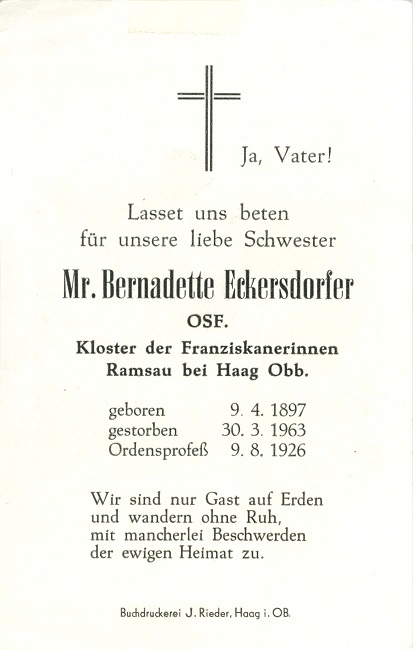 Ja, Vater!
Lasset uns beten
für unsere liebe Schwester
Mr. Bernadette Eckersdorfer
OSF.
Kloster der Franziskanerinnen
Ramsau bei Haag Obb.
geboren 9. 4. 1897
gestorben 30. 3. 1963
Ordensprofeß 9. 8. 1926
Wir sind nur Gast auf Erden
und wandern ohne Ruh,
mit mancherlei Beschwerden
der ewigen Heimat zu.
Buchdruckerei J. Rieder, Haag i. OB.